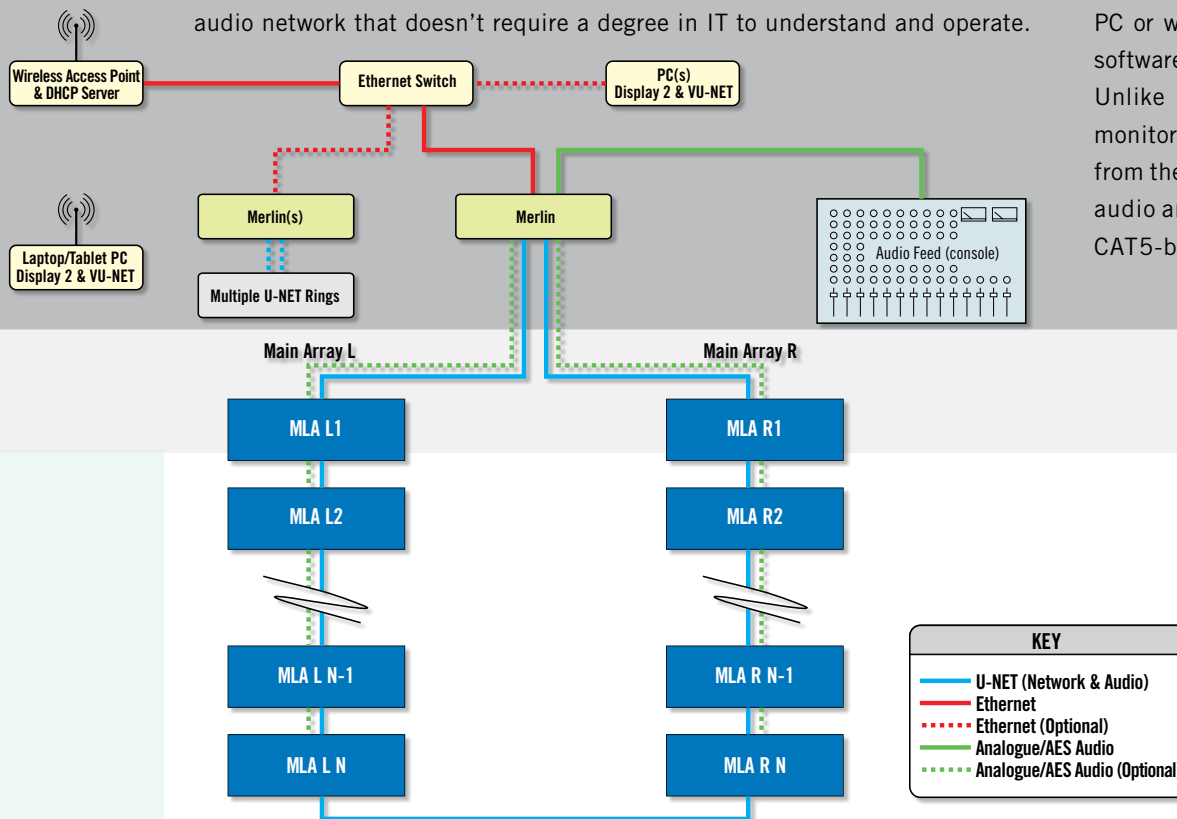 audio network that doesn't require a degree in IT to understand and operate.
PC or w
software
Unlike
monitor
from the
audio a
CAT5-b
Wireless Access Point
& DHCP Server
Ethernet Switch
PC(s)
Display 2 & VU-NET
Laptop/Tablet PC
Display 2 & VU-NET
Merlin(s)
Merlin
Multiple U-NET Rings
Audio Feed (console)
Main Array L
Main Array R
MLA L1
MLA R1
MLA L2
MLA R2
MLA L N-1
MLA R N-1
MLA L N
MLA R N
KEY
U-NET (Network & Audio)
Ethernet
Ethernet (Optional)
Analogue/AES Audio
Analogue/AES Audio (Optional)